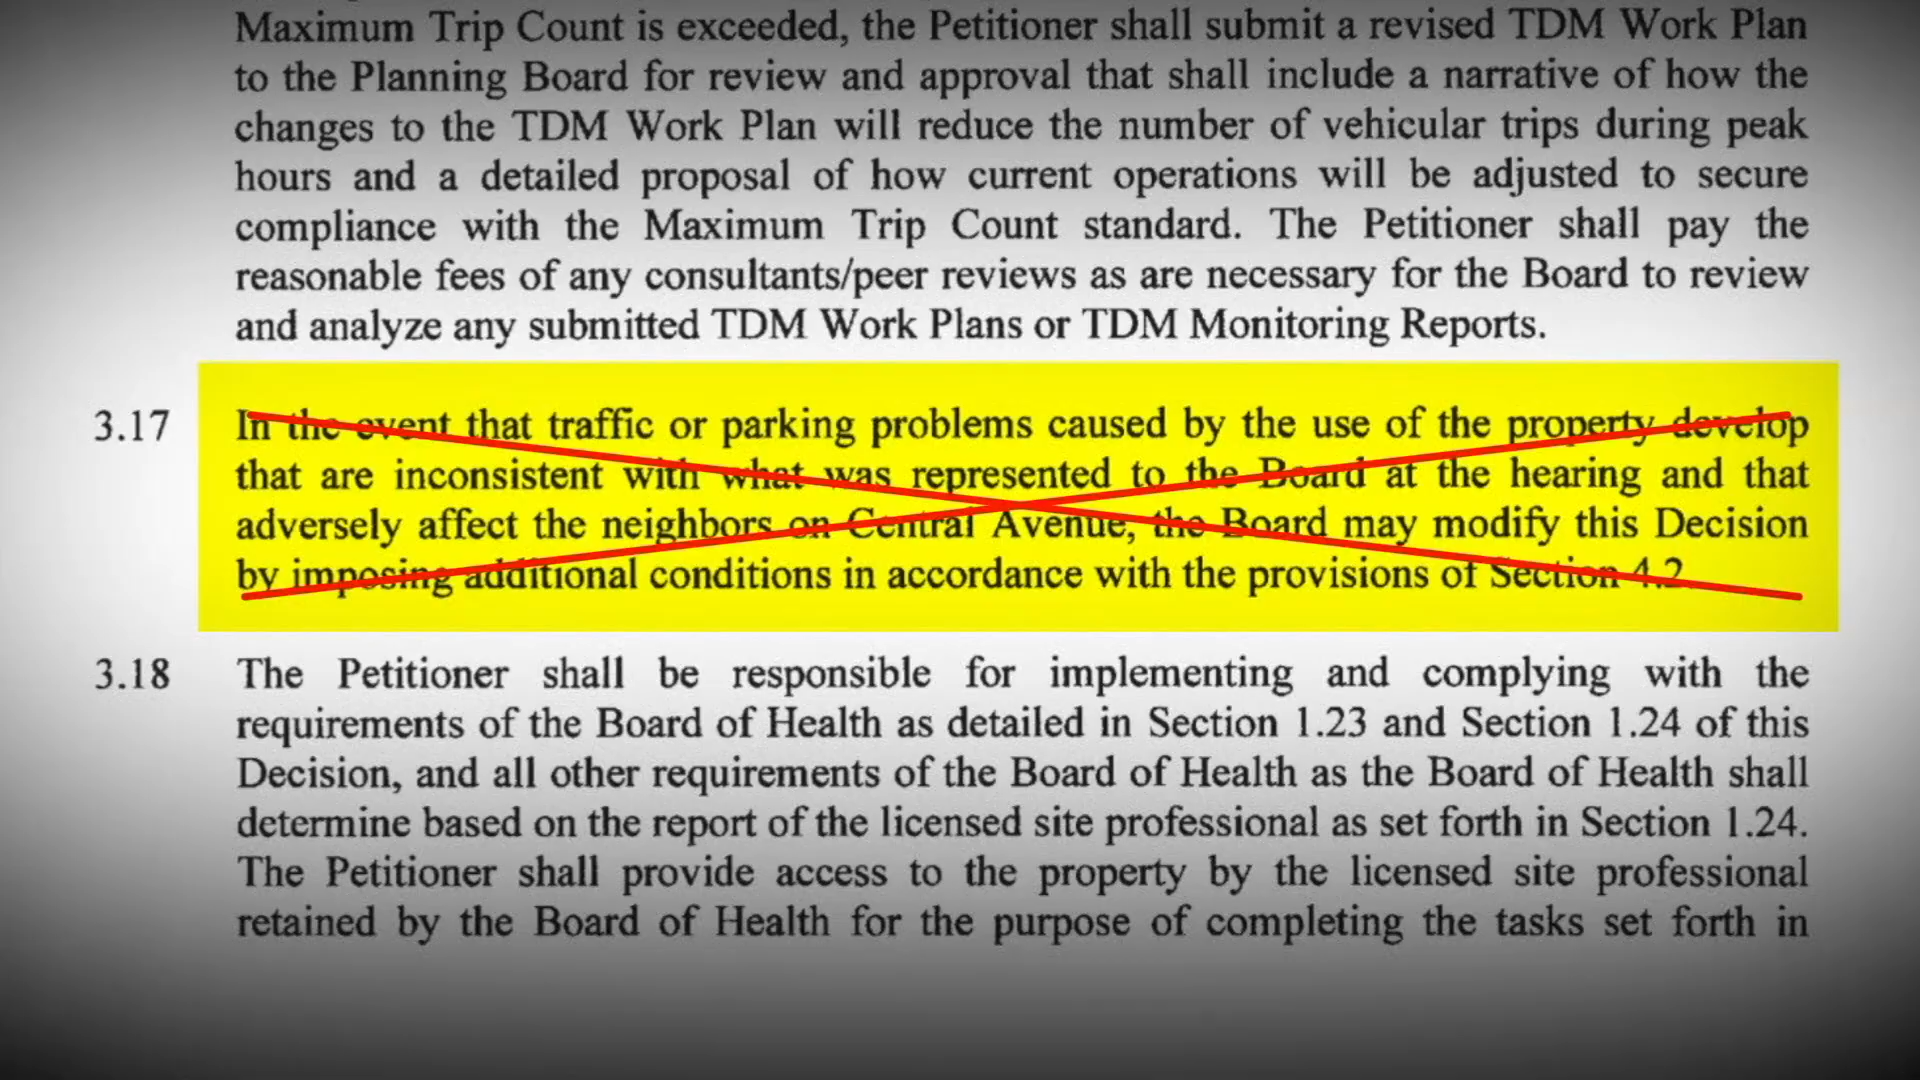 Maximum Trip Count is exceeded, the Petitioner shall submit a revised TDM Work Plan
to the Planning Board for review and approval that shall include a narrative of how the
changes to the TDM Work Plan will reduce the number of vehicular trips during peak
hours and a detailed proposal of how current operations will be adjusted to secure
compliance with the Maximum Trip Count standard. The Petitioner shall pay the
reasonable fees of any consultants/peer reviews as are necessary for the Board to review
and analyze any submitted TDM Work Plans or TDM Monitoring Reports.
3.17 In the event that traffic or parking problems caused by the use of the property develop
that are inconsistent with what was represented to the Board at the hearing and that
adversely affect the neighbors on Central Avenue, the Board may modify this Decision
by imposing additional conditions in accordance with the provisions of Section 4.2.
3.18 The Petitioner shall be responsible for implementing and complying with the
requirements of the Board of Health as detailed in Section 1.23 and Section 1.24 of this
Decision, and all other requirements of the Board of Health as the Board of Health shall
determine based on the report of the licensed site professional as set forth in Section 1.24.
The Petitioner shall provide access to the property by the licensed site professional
retained by the Board of Health for the purpose of completing the tasks set forth in